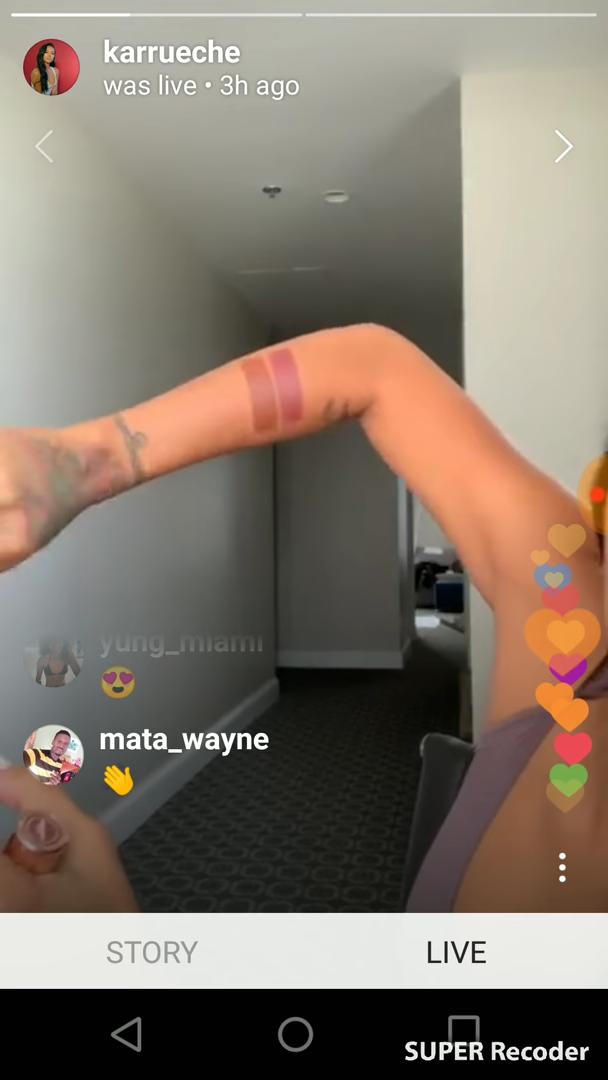 karrueche
was live • 3h ago
yung_miami
mata_wayne
STORY
LIVE
SUPER Recoder